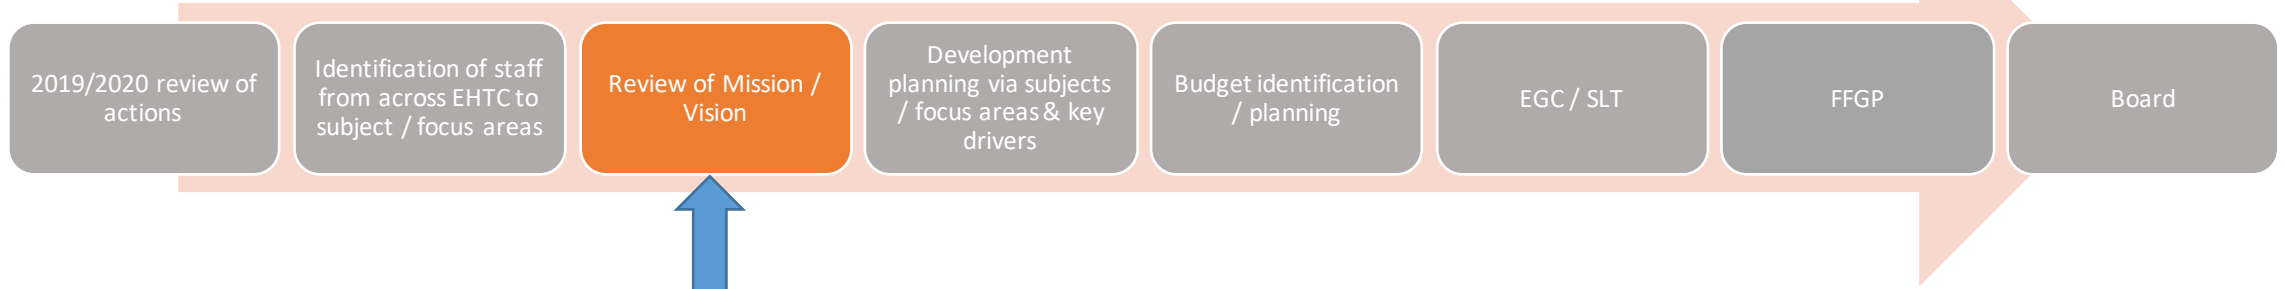 2019/2020 review of
actions
Identification of staff
from across EHTC to
subject / focus areas
Review of Mission /
Vision
Development
planning via subjects
/ focus areas & key
drivers
Budget identification
/ planning
EGC / SLT
FFGP
Board